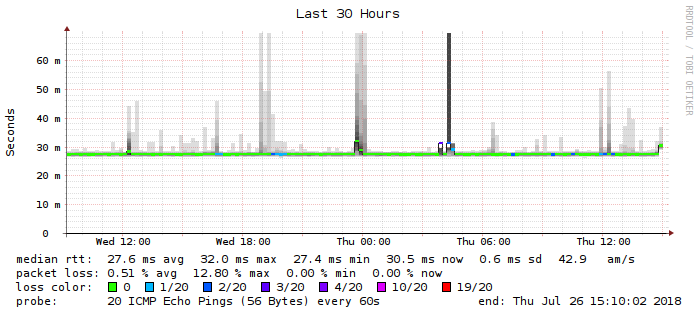 Last 30 Hours
RRDTOOL / TOBI OETIKER
Seconds
60 m
50 m
40 m
30 m
20 m
10 m
0
Wed 12:00 Wed 18:00 Thu 00:00 Thu 06:00 Thu 12:00
median rtt: 27.6 ms avg 32.0 ms max 27.4 ms min 30.5 ms now 0.6 ms sd 42.9 am/s
packet loss: 0.51 % avg 12.80 % max 0.00 % min 0.00 % now
loss color: 0 1/20 2/20 3/20 4/20 10/20 19/20
probe: 20 ICMP Echo Pings (56 Bytes) every 60s end: Thu Jul 26 15:10:02 2018